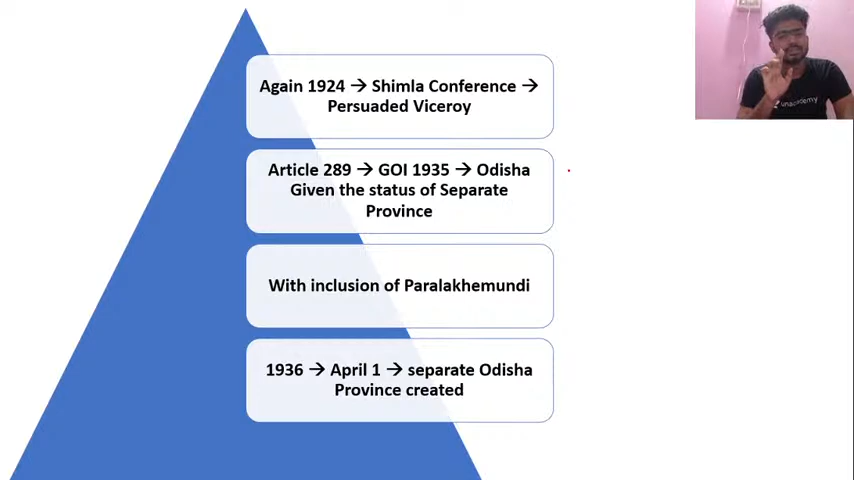 Again 1924 → Shimla Conference →
Persuaded Viceroy
Article 289 → GOI 1935 → Odisha
Given the status of Separate
Province
With inclusion of Paralakhemundi
1936 → April 1 → separate Odisha
Province created
unacademy